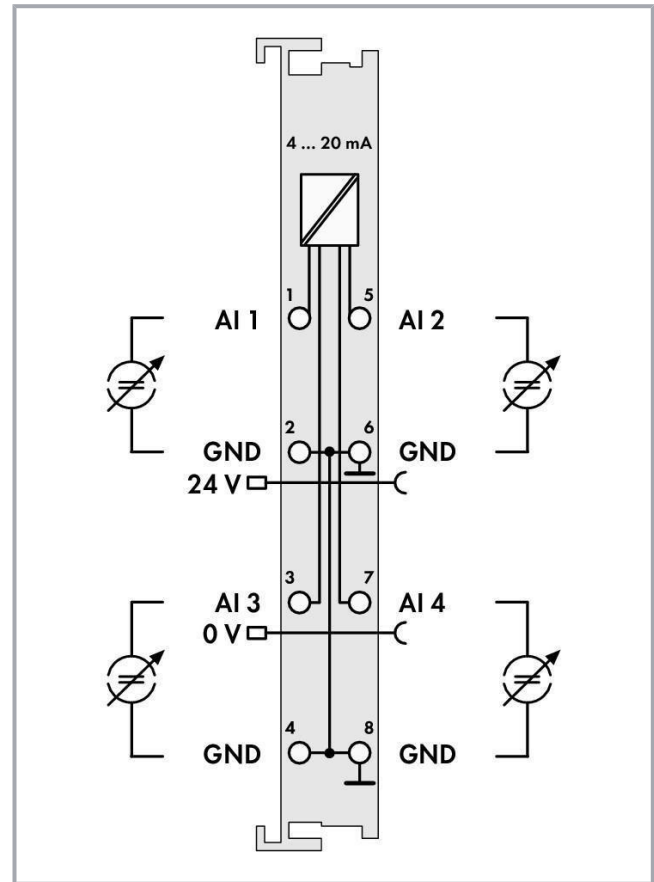 4 ... 20 mA
1 5
AI 1 AI 2
2 6
GND GND
24 V
3 7
AI 3 AI 4
0 V
4 8
GND GND